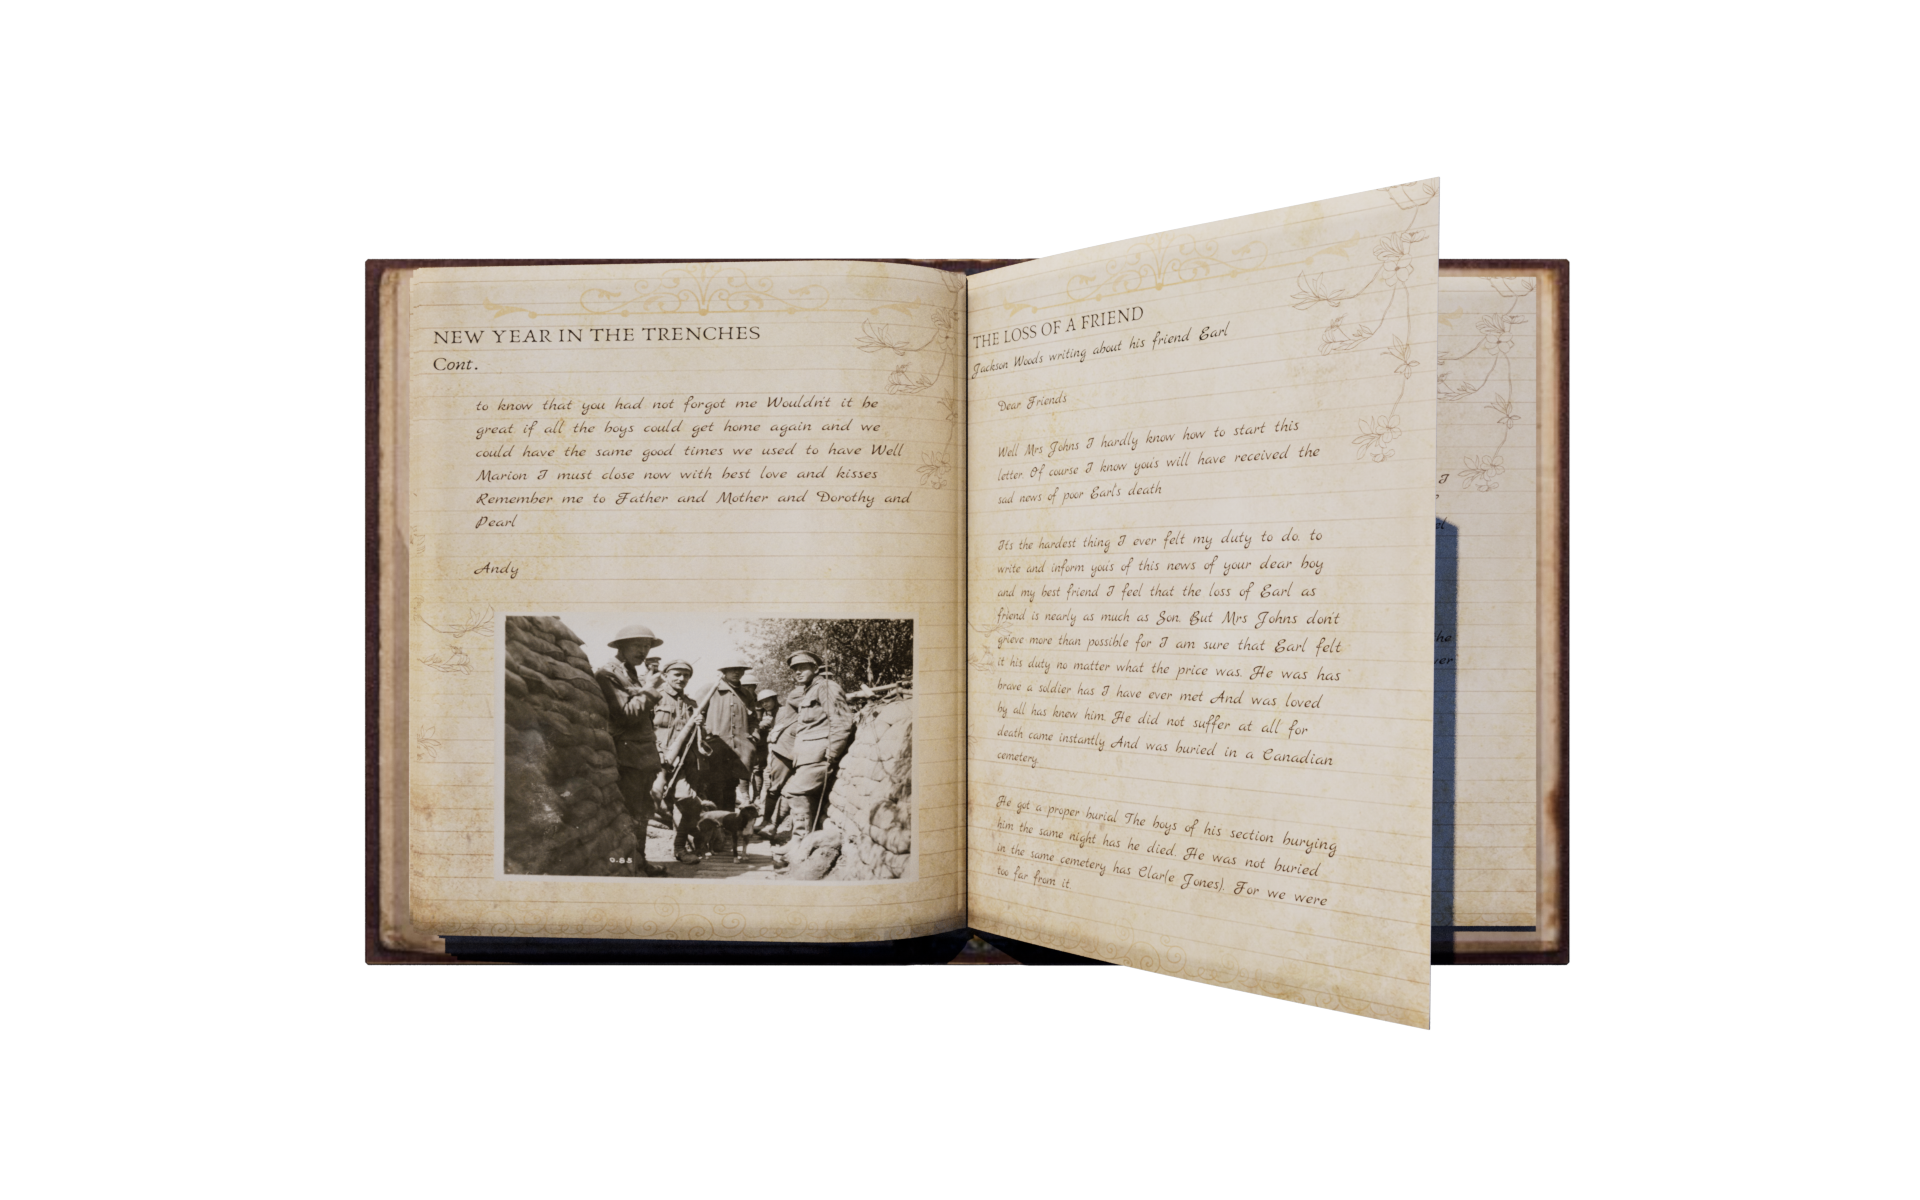 NEW YEAR IN THE TRENCHES
Cont.
to know that you had not forgot me Wouldn't it be
great if all the boys could get home again and we
could have the same good times we used to have Well
Marion I must close now with best love and kisses
Remember me to Father and Mother and Dorothy and
Pearl
Andy
O.85
THE LOSS OF A FRIEND
Jackson Woods writing about his friend Earl
Dear Friends
Well Mrs Johns I hardly know how to start this
letter. Of course I know you's will have received the
sad news of poor Earl's death
Its the hardest thing I ever felt my duty to do. to
write and inform you's of this news of your dear boy
and my best friend I feel that the loss of Earl as
friend is nearly as much as Son. But Mrs Johns don't
grieve more than possible for I am sure that Earl felt
it his duty no matter what the price was. He was has
brave a soldier has I have ever met And was loved
by all has knew him. He did not suffer at all for
death came instantly And was buried in a Canadian
cemetery.
He got a proper burial The boys of his section burying
him the same night has he died. He was not buried
in the same cemetery has Clar(e Jones). For we were
too far from it.
I